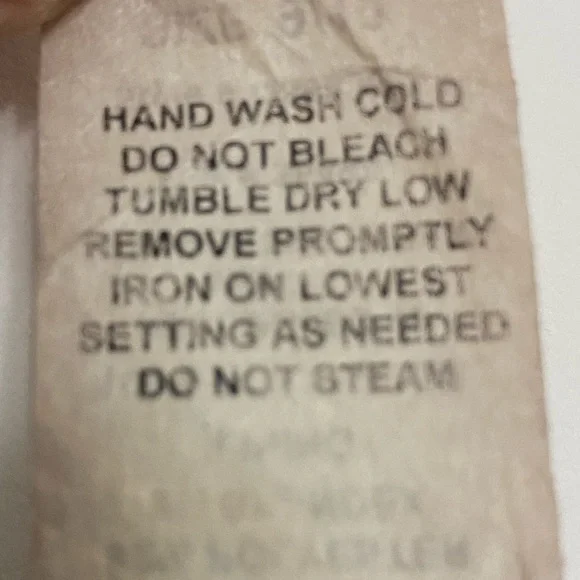 HAND WASH COLD
DO NOT BLEACH
TUMBLE DRY LOW
REMOVE PROMPTLY
IRON ON LOWEST
SETTING AS NEEDED
DO NOT STEAM